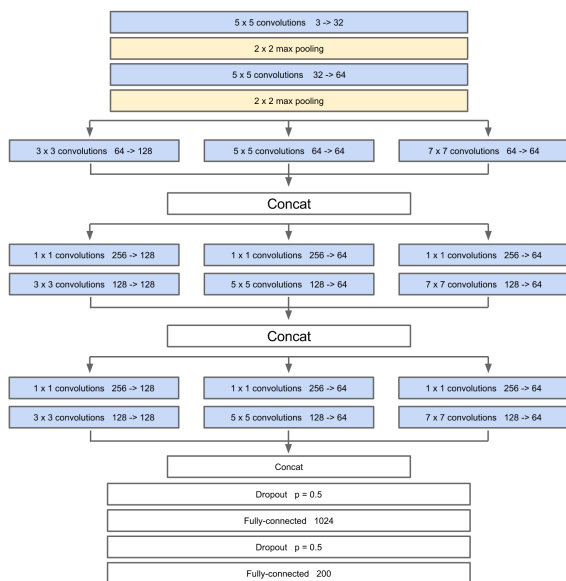 5 x 5 convolutions 3 -> 32
2 x 2 max pooling
5 x 5 convolutions 32 -> 64
2 x 2 max pooling
3 x 3 convolutions 64 -> 128
5 x 5 convolutions 64 -> 64
7 x 7 convolutions 64 -> 64
Concat
1 x 1 convolutions 256 -> 128
1 x 1 convolutions 256 -> 64
1 x 1 convolutions 256 -> 64
3 x 3 convolutions 128 -> 128
5 x 5 convolutions 128 -> 64
7 x 7 convolutions 128 -> 64
Concat
1 x 1 convolutions 256 -> 128
1 x 1 convolutions 256 -> 64
1 x 1 convolutions 256 -> 64
3 x 3 convolutions 128 -> 128
5 x 5 convolutions 128 -> 64
7 x 7 convolutions 128 -> 64
Concat
Dropout p = 0.5
Fully-connected 1024
Dropout p = 0.5
Fully-connected 200